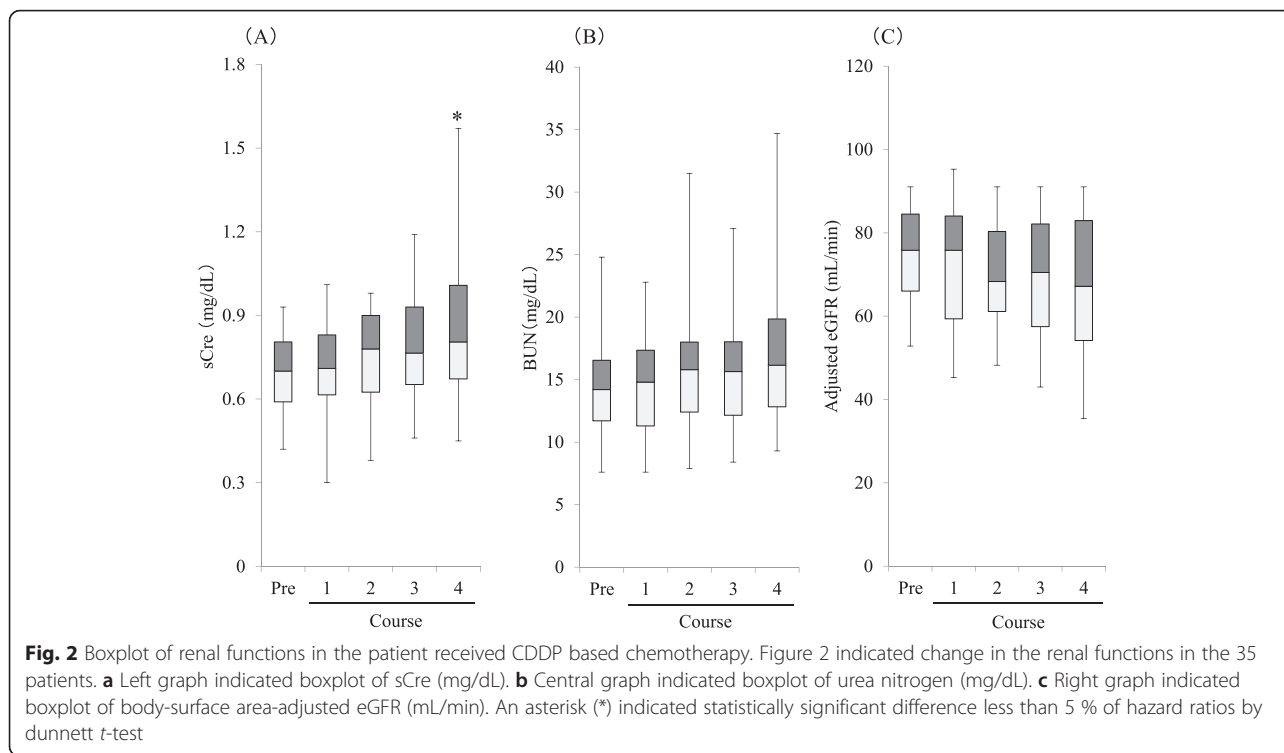 (A)
(B)
(C)
1.8
1.5
1.2
0.9
0.6
0.3
0
sCre (mg/dL)
*
Pre 1 2 3 4
Course
40
35
30
25
20
15
10
5
0
BUN(mg/dL)
Pre 1 2 3 4
Course
120
100
80
60
40
20
0
Adjusted eGFR (mL/min)
Pre 1 2 3 4
Course
Fig. 2 Boxplot of renal functions in the patient received CDDP based chemotherapy. Figure 2 indicated change in the renal functions in the 35
patients. a Left graph indicated boxplot of sCre (mg/dL). b Central graph indicated boxplot of urea nitrogen (mg/dL). c Right graph indicated
boxplot of body-surface area-adjusted eGFR (mL/min). An asterisk (*) indicated statistically significant difference less than 5 % of hazard ratios by
dunnett t-test